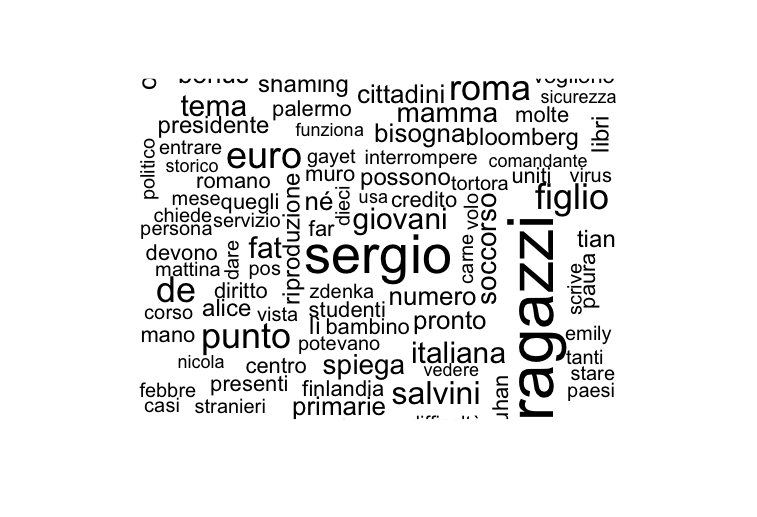 bonus
shaming
vogliono
tema
palermo
cittadini
roma
sicurezza
presidente
funziona
mamma
molte
bisogna
bloomberg
libri
politico
entrare
storico
euro
gayet
interrompere
comandante
romano
muro
possono
tortora
uniti
virus
mese
quegli
riproduzione
né
dieci
usa
credito
volo
figlio
chiede
persona
servizio
far
giovani
soccorso
ragazzi
devono
dare
fat
sergio
carne
tian
mattina
pos
scrive
paura
de
diritto
zdenka
numero
corso
alice
vista
studenti
mano
punto
lì
bambino
pronto
emily
potevano
italiana
tanti
nicola
centro
spiega
vedere
stare
febbre
presenti
finlandia
salvini
paesi
casi
stranieri
primarie